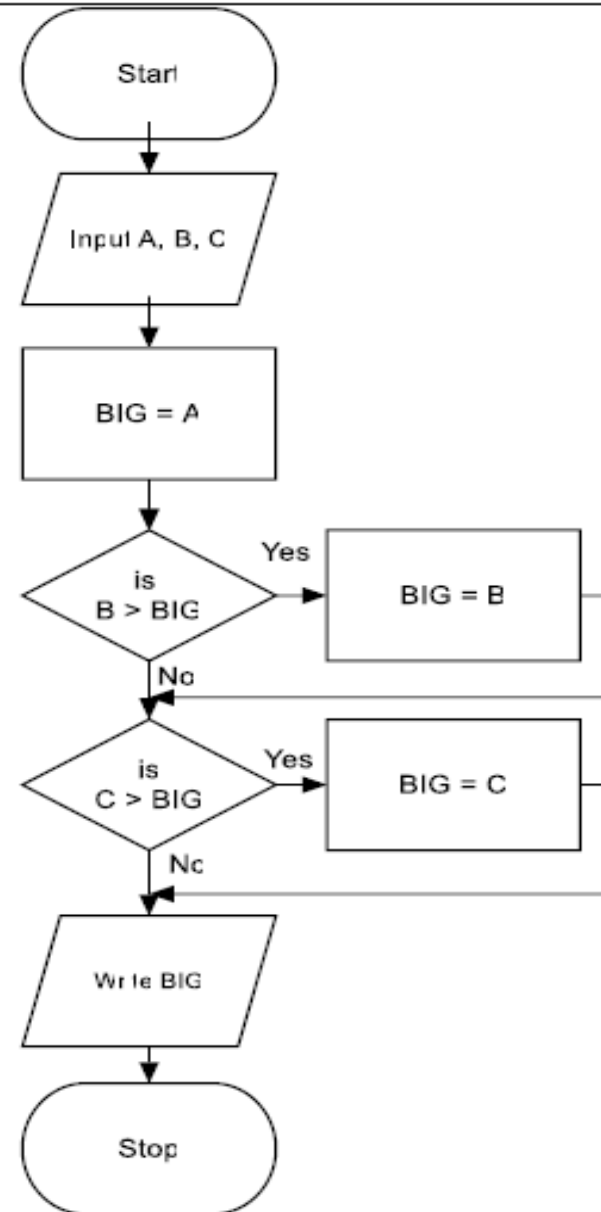 Start
Input A, B, C
BIG = A
is
B > BIG
Yes
BIG = B
No
is
C > BIG
Yes
BIG = C
No
Write BIG
Stop